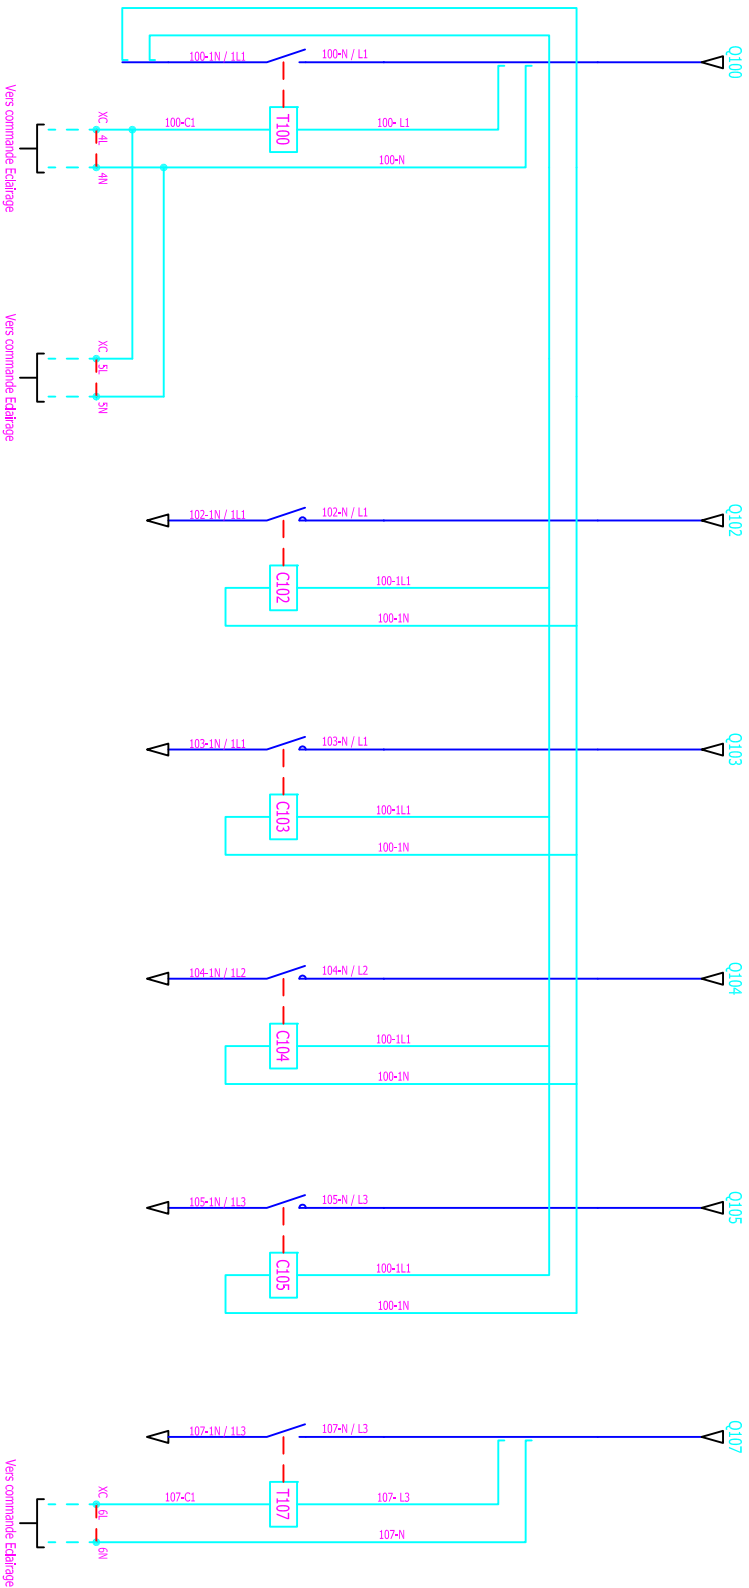 Q100
100-1N / 1L1
100-N / L1
T100
100-C1
100- L1
100-N
XC
4L
4N
Vers commande Eclairage
XC
5L
5N
Vers commande Eclairage
Q102
102-1N / 1L1
102-N / L1
C102
100-1L1
100-1N
Q103
103-1N / 1L1
103-N / L1
C103
100-1L1
100-1N
Q104
104-1N / 1L2
104-N / L2
C104
100-1L1
100-1N
Q105
105-1N / 1L3
105-N / L3
C105
100-1L1
100-1N
Q107
107-1N / 1L3
107-N / L3
T107
107-C1
107- L3
107-N
XC
6L
6N
Vers commande Eclairage